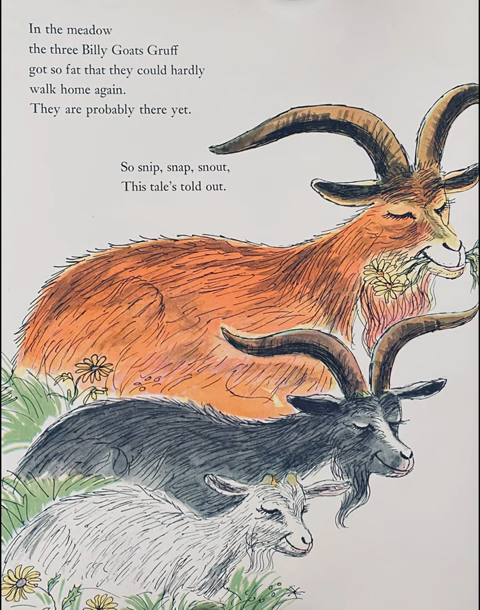 In the meadow
the three Billy Goats Gruff
got so fat that they could hardly
walk home again.
They are probably there yet.
So snip, snap, snout,
This tale's told out.